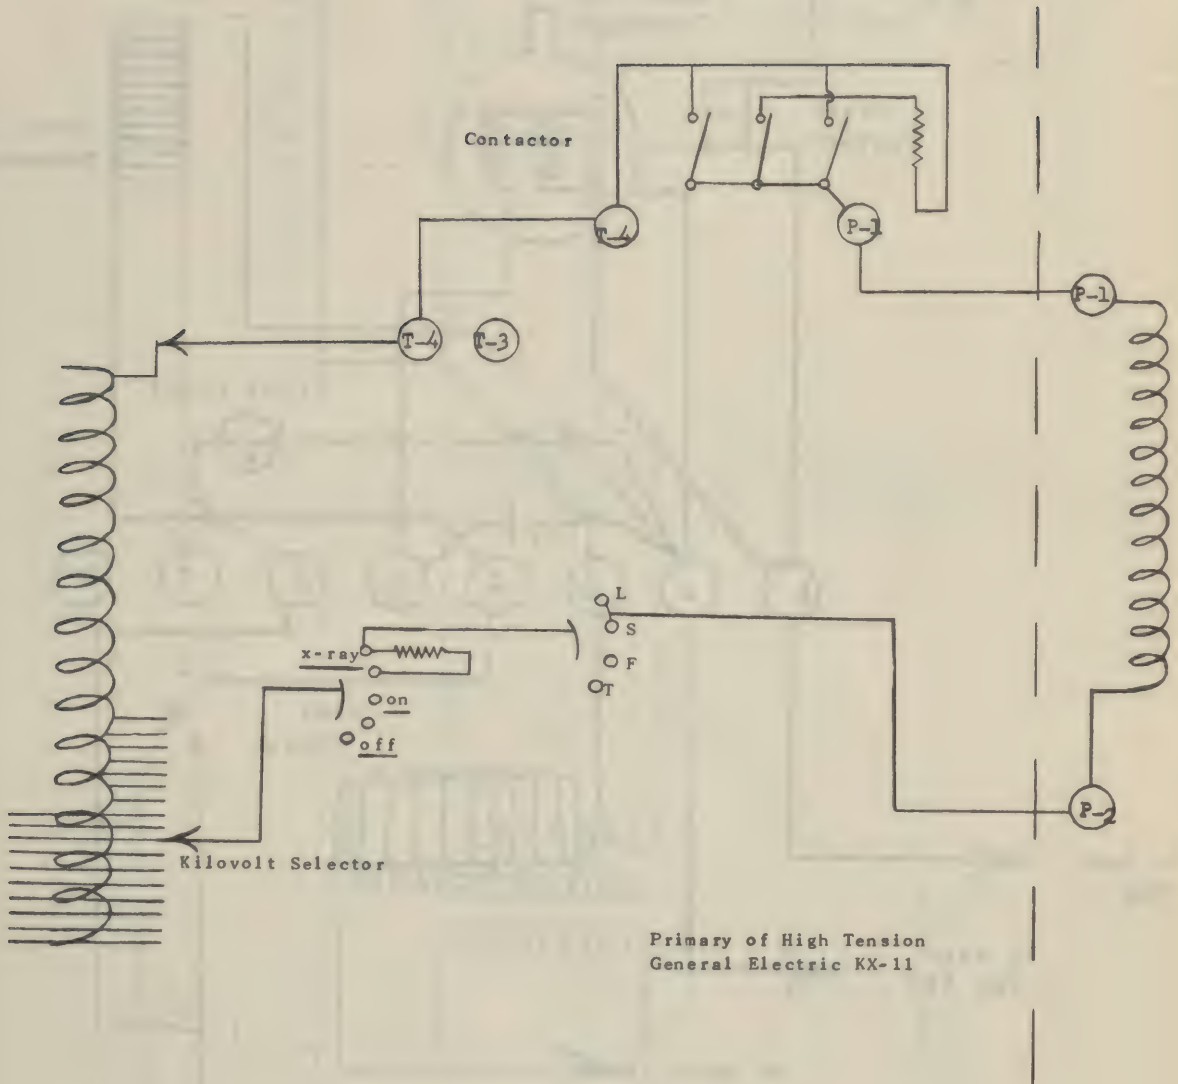 Contactor
T-4
P-1
P-1
T-4
T-3
L
S
x-ray
F
T
on
off
P-2
Kilovolt Selector
Primary of High Tension
General Electric KX-11